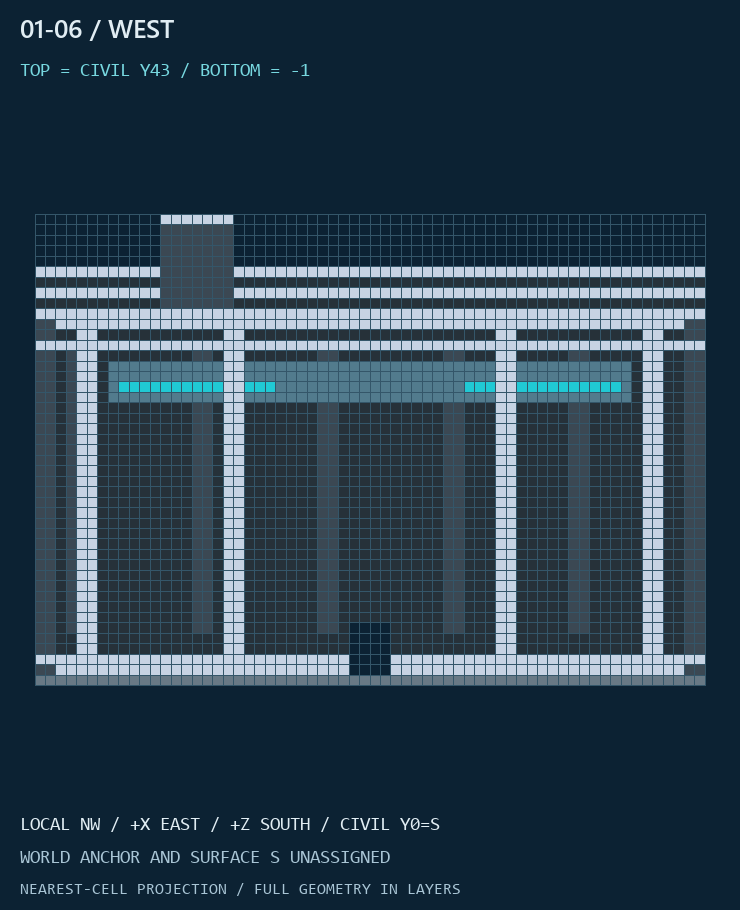 01-06 / WEST
TOP = CIVIL Y43 / BOTTOM = -1
LOCAL NW / +X EAST / +Z SOUTH / CIVIL Y0=S
WORLD ANCHOR AND SURFACE S UNASSIGNED
NEAREST-CELL PROJECTION / FULL GEOMETRY IN LAYERS